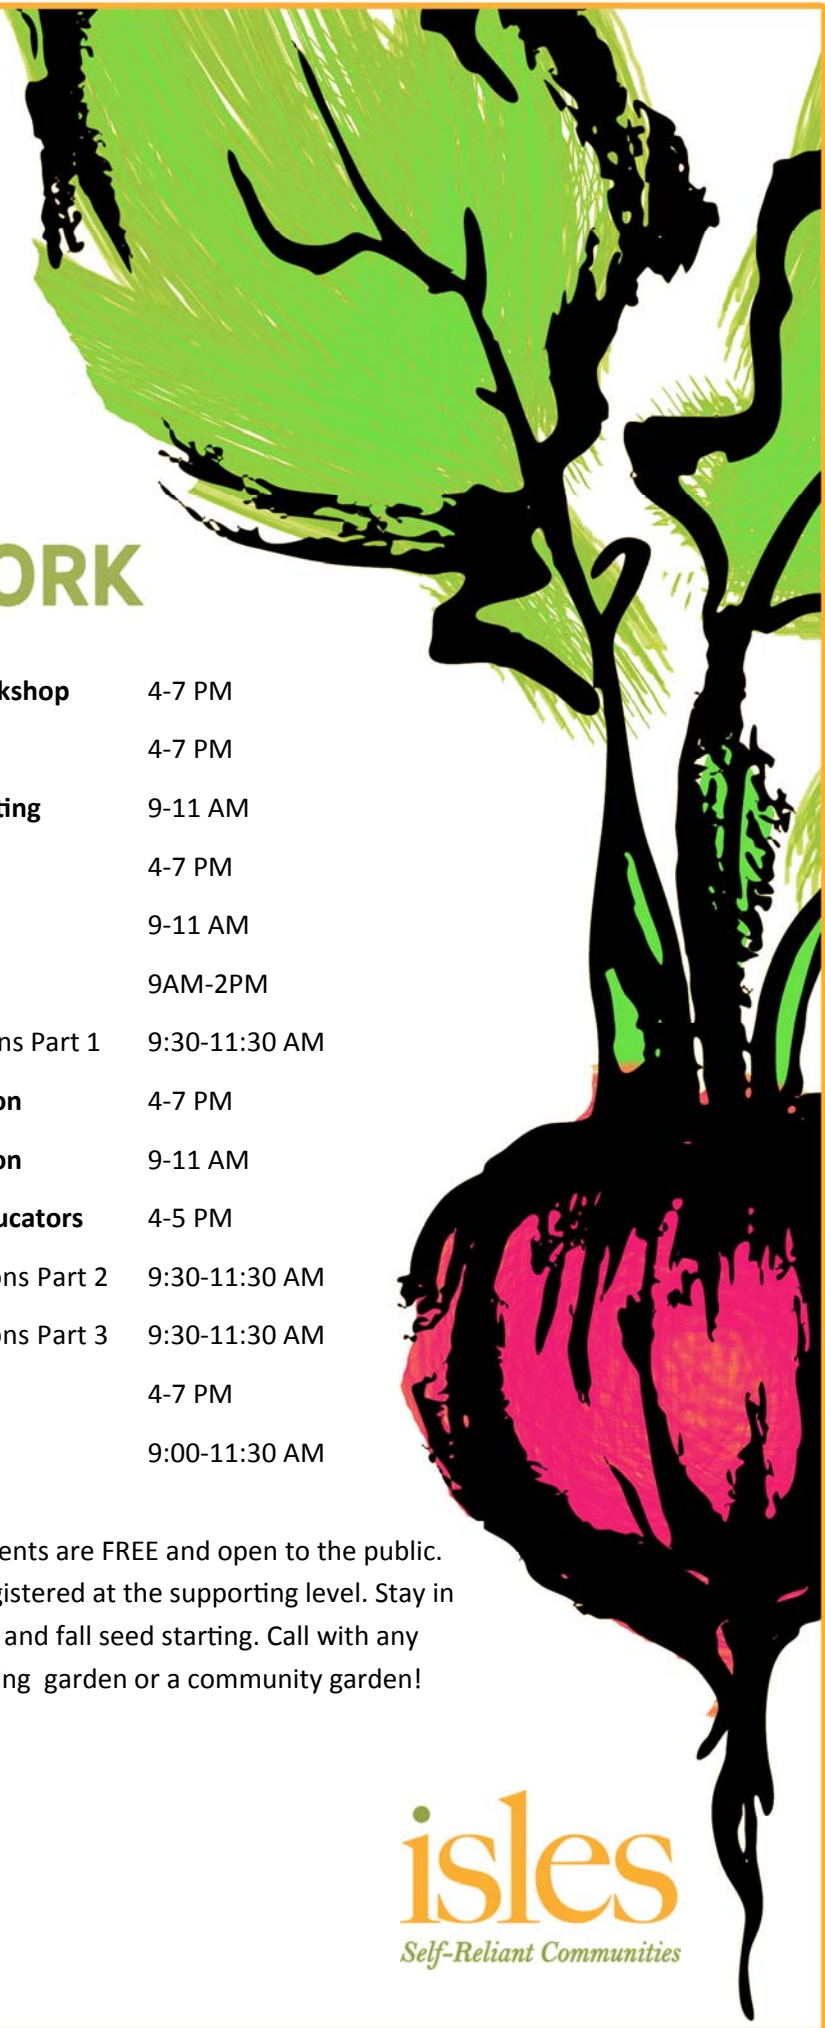 ORK
kshop 4-7 PM
4-7 PM
ting 9-11 AM
4-7 PM
9-11 AM
9AM-2PM
ns Part 1 9:30-11:30 AM
on 4-7 PM
on 9-11 AM
ucators 4-5 PM
ons Part 2 9:30-11:30 AM
ons Part 3 9:30-11:30 AM
4-7 PM
9:00-11:30 AM
ents are FREE and open to the public.
gistered at the supporting level. Stay in
and fall seed starting. Call with any
ing garden or a community garden!
isles
Self-Reliant Communities